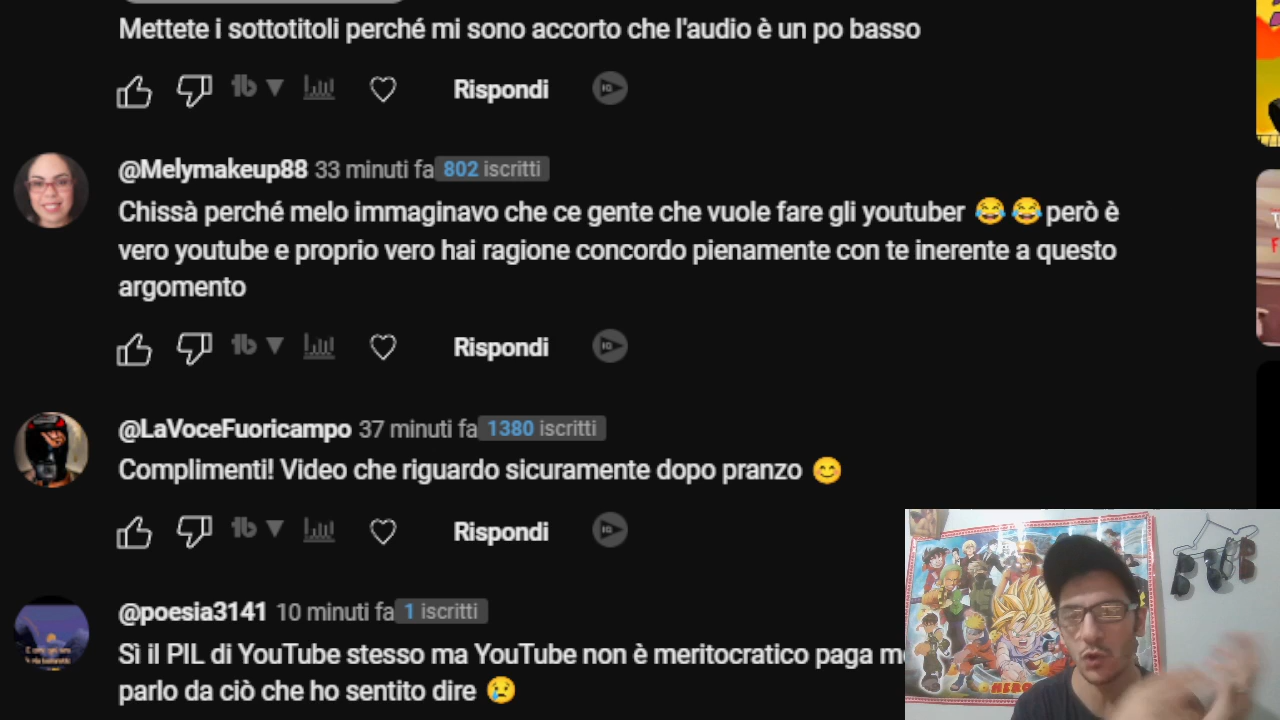 Mettete i sottotitoli perché mi sono accorto che l'audio è un po basso
Rispondi
@Melymakeup88 33 minuti fa 802 iscritti
Chissà perché melo immaginavo che ce gente che vuole fare gli youtuber 😂 😂 però è
vero youtube e proprio vero hai ragione concordo pienamente con te inerente a questo
argomento
Rispondi
@LaVoceFuoricampo 37 minuti fa 1380 iscritti
Complimenti! Video che riguardo sicuramente dopo pranzo 😊
Rispondi
@poesia3141 10 minuti fa 1 iscritti
Sì il PIL di YouTube stesso ma YouTube non è meritocratico paga
parlo da ciò che ho sentito dire 😢
HERO